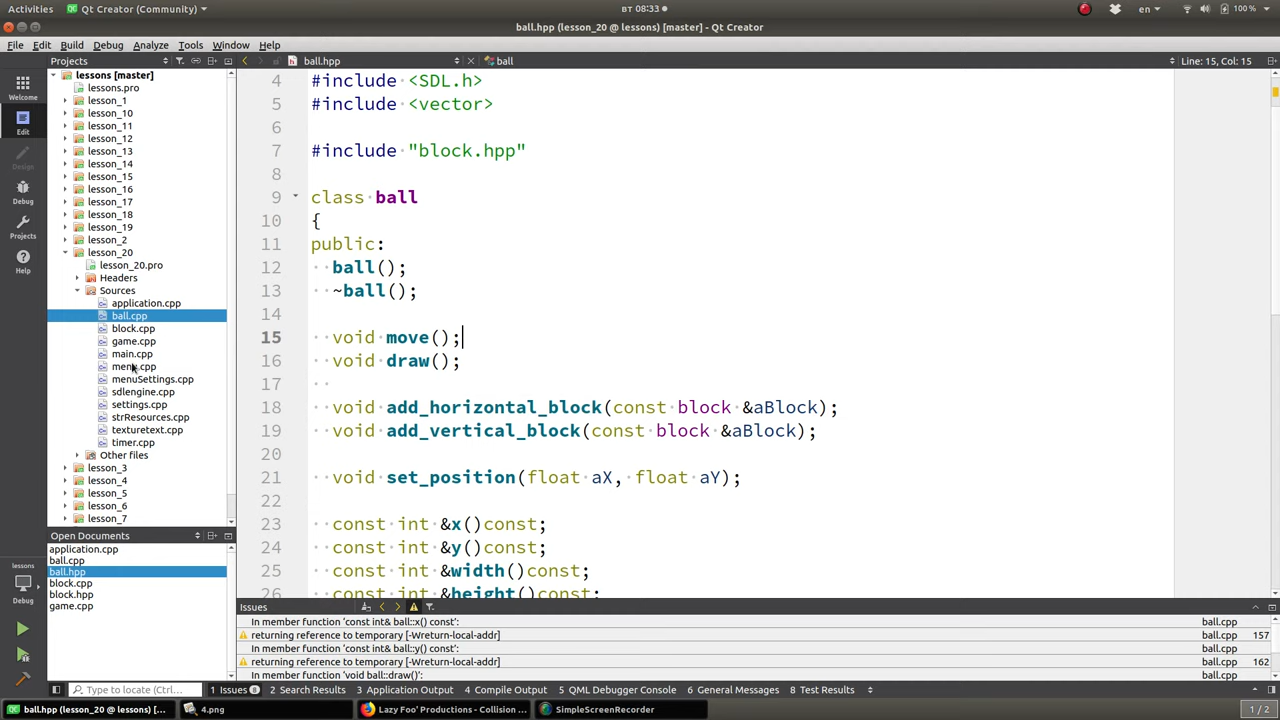 Activities Qt Creator (Community) вт 08:33 en 100 %
ball.hpp (lesson_20 @ lessons) [master] - Qt Creator
File Edit Build Debug Analyze Tools Window Help
Projects ball.hpp ball Line: 15, Col: 15
Welcome
Edit
Design
Debug
Projects
Help
lessons
Debug
lessons [master]
lessons.pro
lesson_1
lesson_10
lesson_11
lesson_12
lesson_13
lesson_14
lesson_15
lesson_16
lesson_17
lesson_18
lesson_19
lesson_2
lesson_20
lesson_20.pro
Headers
Sources
application.cpp
ball.cpp
block.cpp
game.cpp
main.cpp
menu.cpp
menuSettings.cpp
sdlengine.cpp
settings.cpp
strResources.cpp
texturetext.cpp
timer.cpp
Other files
lesson_3
lesson_4
lesson_5
lesson_6
lesson_7
Open Documents
application.cpp
ball.cpp
ball.hpp
block.cpp
block.hpp
game.cpp
4 #include <SDL.h>
5 #include <vector>
6
7 #include "block.hpp"
8
9 class ball
10 {
11 public:
12 ball();
13 ~ball();
14
15 void move();
16 void draw();
17
18 void add_horizontal_block(const block &aBlock);
19 void add_vertical_block(const block &aBlock);
20
21 void set_position(float aX, float aY);
22
23 const int &x()const;
24 const int &y()const;
25 const int &width()const;
26 const int &height()const;
Issues
In member function 'const int& ball::x() const': ball.cpp
returning reference to temporary [-Wreturn-local-addr] ball.cpp 157
In member function 'const int& ball::y() const': ball.cpp
returning reference to temporary [-Wreturn-local-addr] ball.cpp 162
In member function 'void ball::draw()': ball.cpp
Type to locate (Ctrl... 1 Issues 8 2 Search Results 3 Application Output 4 Compile Output 5 QML Debugger Console 6 General Messages 8 Test Results
ball.hpp (lesson_20 @ lessons) [mas... 4.png Lazy Foo' Productions - Collision ... SimpleScreenRecorder 1 / 2